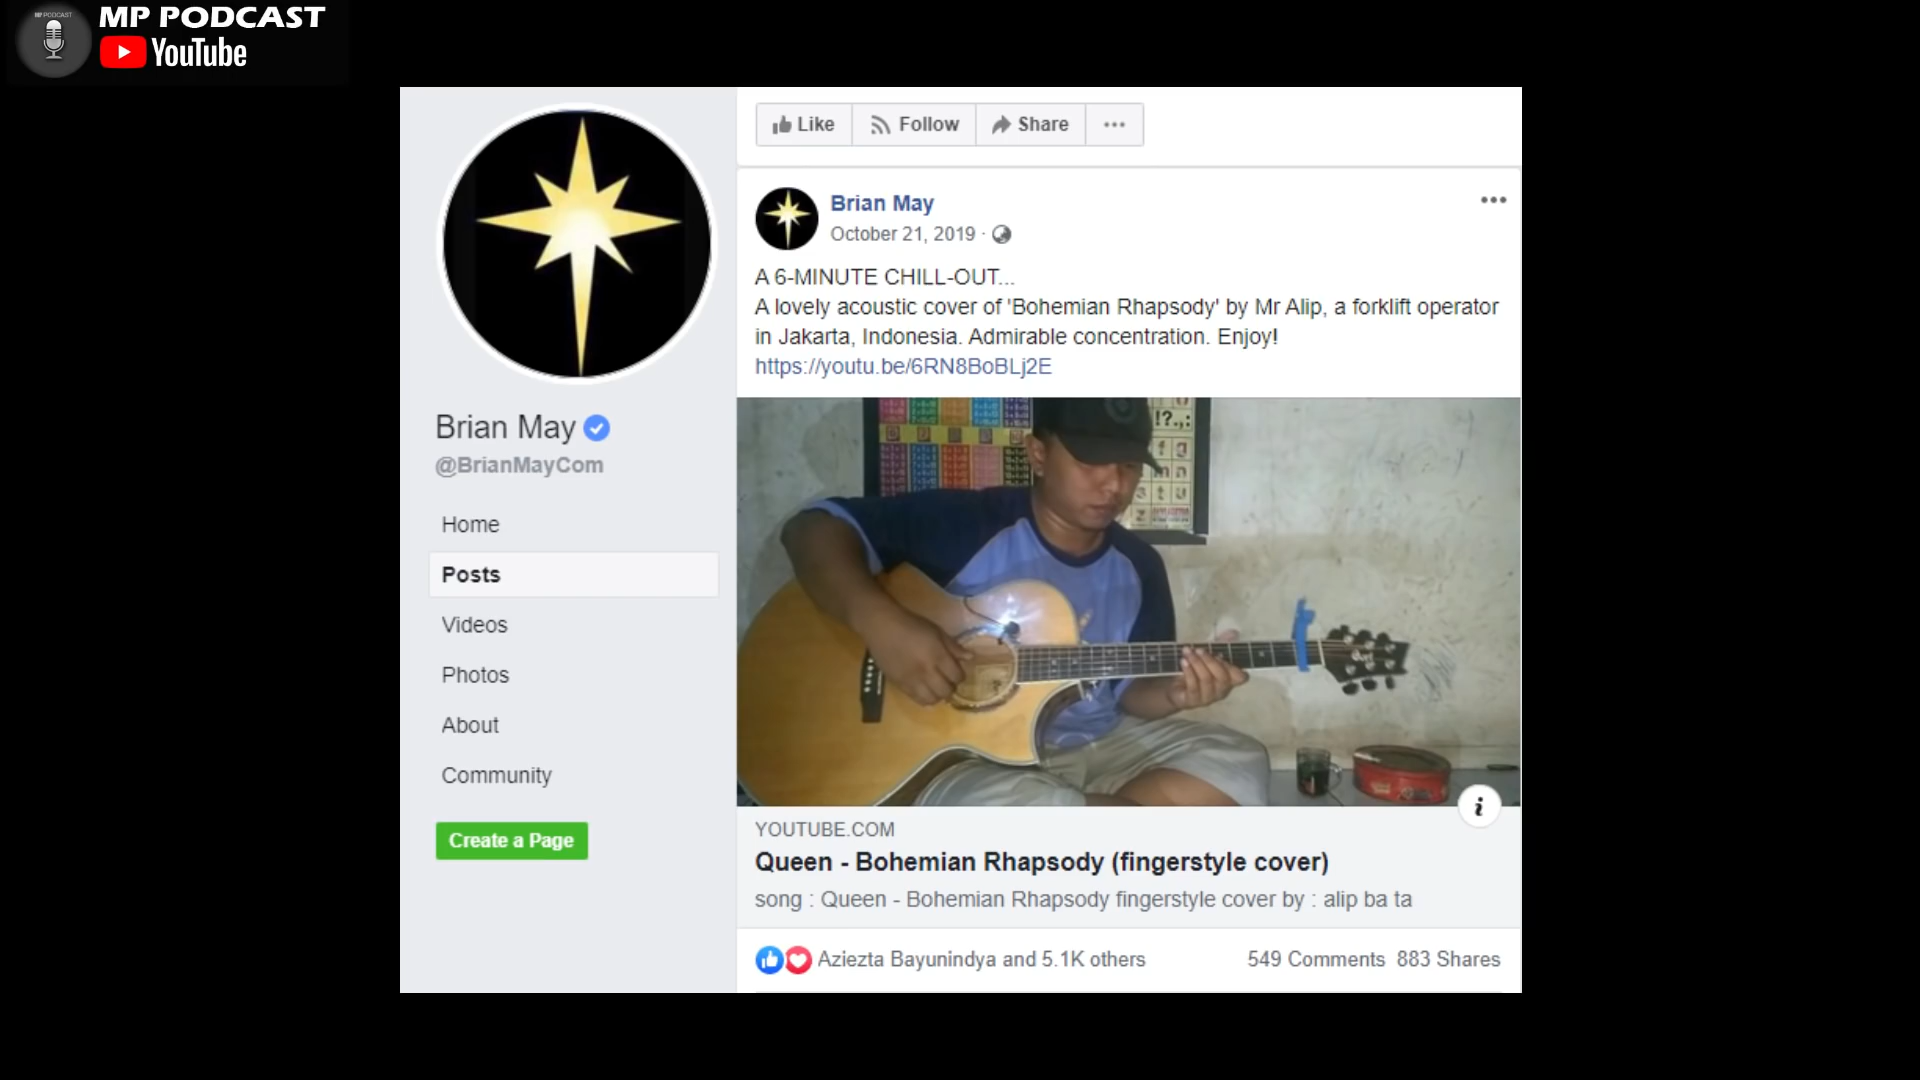 MP PODCAST
MP PODCAST
YouTube
Like
Follow
Share
Brian May
October 21, 2019 ·
A 6-MINUTE CHILL-OUT...
A lovely acoustic cover of 'Bohemian Rhapsody' by Mr Alip, a forklift operator
in Jakarta, Indonesia. Admirable concentration. Enjoy!
https://youtu.be/6RN8BoBLj2E
Brian May
@BrianMayCom
Home
Posts
Videos
Photos
About
Community
Create a Page
!?.,:
YOUTUBE.COM
Queen - Bohemian Rhapsody (fingerstyle cover)
song : Queen - Bohemian Rhapsody fingerstyle cover by : alip ba ta
Aziezta Bayunindya and 5.1K others
549 Comments 883 Shares